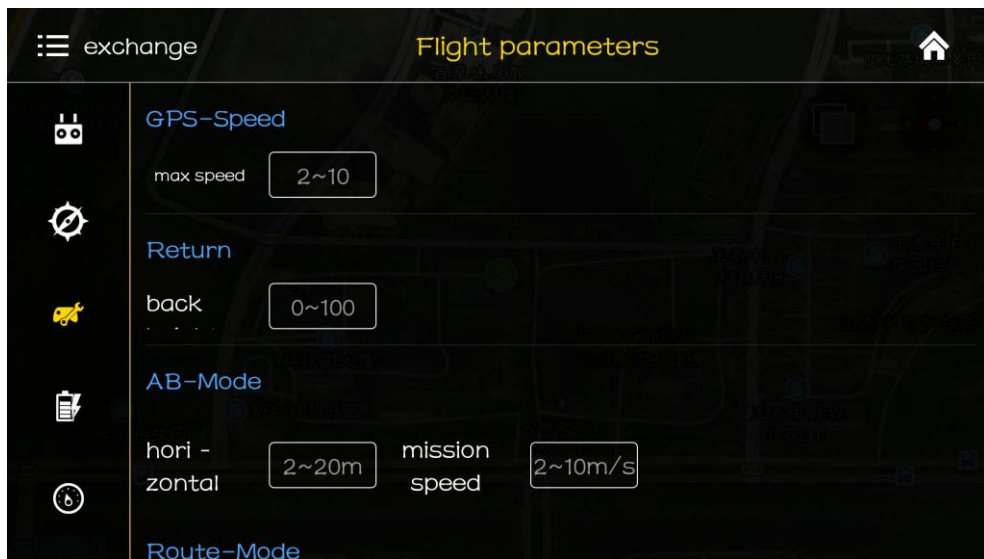 exchange
Flight parameters
GPS-Speed
max speed
2~10
Return
back
0~100
AB-Mode
hori -
zontal
2~20m
mission
speed
2~10m/s
Route-Mode